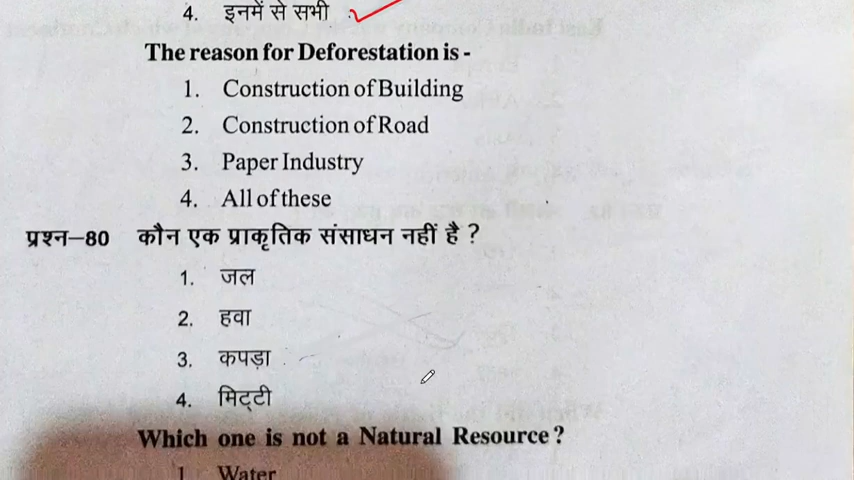 4. इनमें से सभी
The reason for Deforestation is -
1. Construction of Building
2. Construction of Road
3. Paper Industry
4. All of these
प्रश्न–80 कौन एक प्राकृतिक संसाधन नहीं है ?
1. जल
2. हवा
3. कपड़ा
4. मिट्टी
Which one is not a Natural Resource ?
1. Water